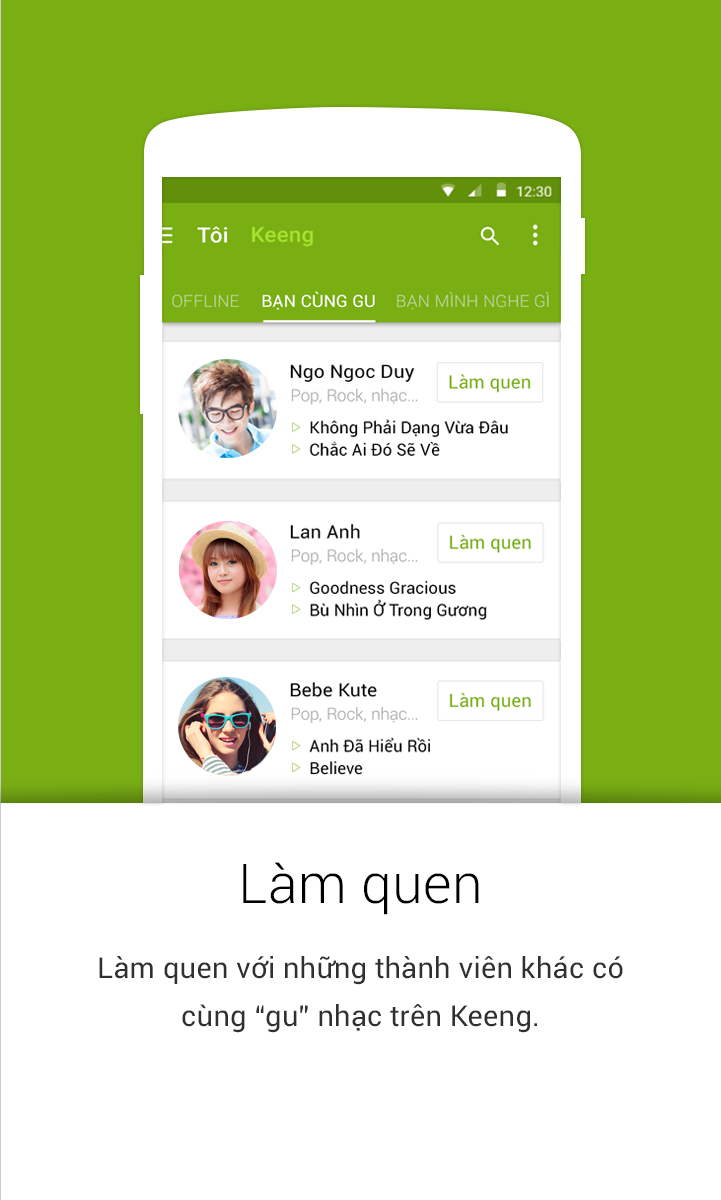 12:30
Tôi Keeng
OFFLINE BẠN CÙNG GU BẠN MÌNH NGHE GÌ
Ngo Ngoc Duy Làm quen
Pop, Rock, nhạc...
Không Phải Dạng Vừa Đâu
Chắc Ai Đó Sẽ Về
Lan Anh Làm quen
Pop, Rock, nhạc...
Goodness Gracious
Bù Nhìn Ở Trong Gương
Bebe Kute Làm quen
Pop, Rock, nhạc...
Anh Đã Hiểu Rồi
Believe
Làm quen
Làm quen với những thành viên khác có
cùng “gu” nhạc trên Keeng.